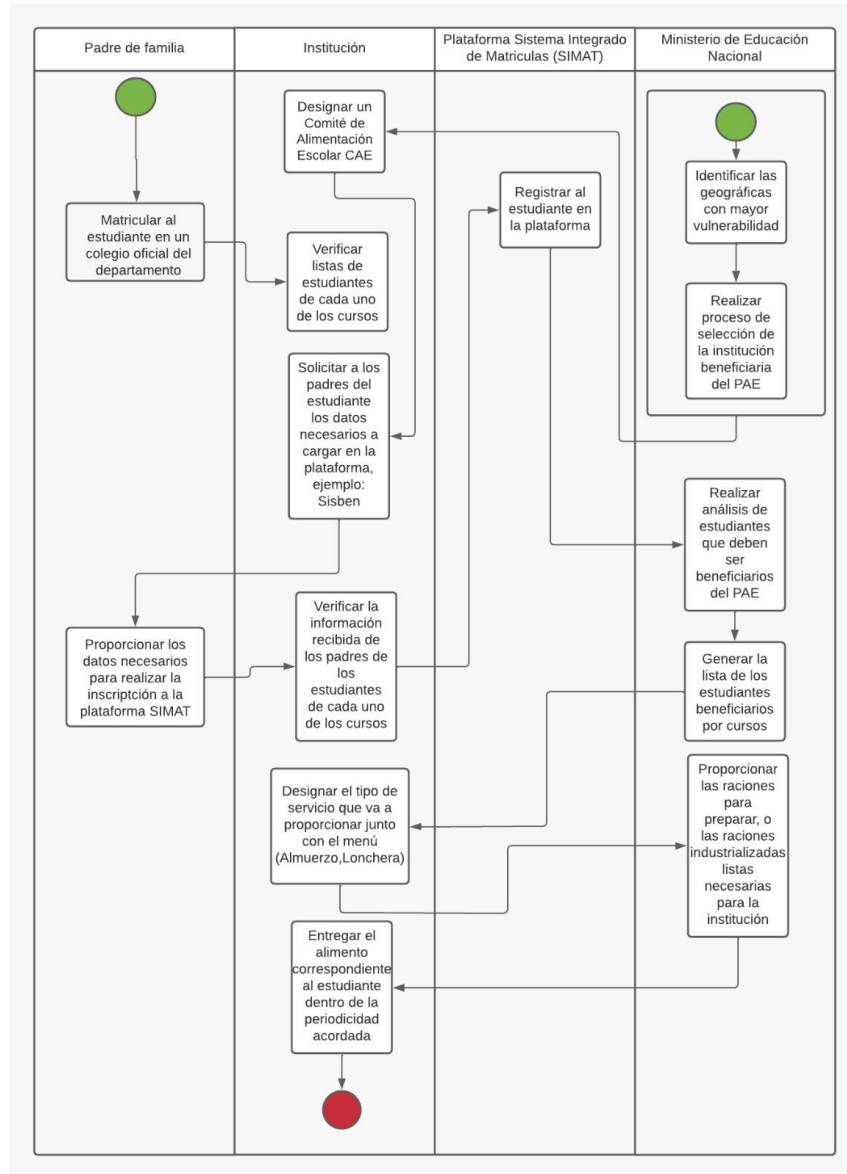 Padre de familia
Institución
Plataforma Sistema Integrado
de Matriculas (SIMAT)
Ministerio de Educación
Nacional
Designar un
Comité de
Alimentación
Escolar CAE
Identificar las
geográficas
con mayor
vulnerabilidad
Registrar al
estudiante en
la plataforma
Matricular al
estudiante en un
colegio oficial del
departamento
Verificar
listas de
estudiantes
de cada uno
de los cursos
Realizar
proceso de
selección de
la institución
beneficiaria
del PAE
Solicitar a los
padres del
estudiante
los datos
necesarios a
cargar en la
plataforma,
ejemplo:
Sisben
Realizar
análisis de
estudiantes
que deben
ser
beneficiarios
del PAE
Proporcionar los
datos necesarios
para realizar la
inscriptción a la
plataforma SIMAT
Verificar la
información
recibida de
los padres de
los
estudiantes
de cada uno
de los cursos
Generar la
lista de los
estudiantes
beneficiarios
por cursos
Designar el tipo de
servicio que va a
proporcionar junto
con el menú
(Almuerzo,Lonchera)
Proporcionar
las raciones
para
preparar, o
las raciones
industrializadas
listas
necesarias
para la
institución
Entregar el
alimento
correspondiente
al estudiante
dentro de la
periodicidad
acordada